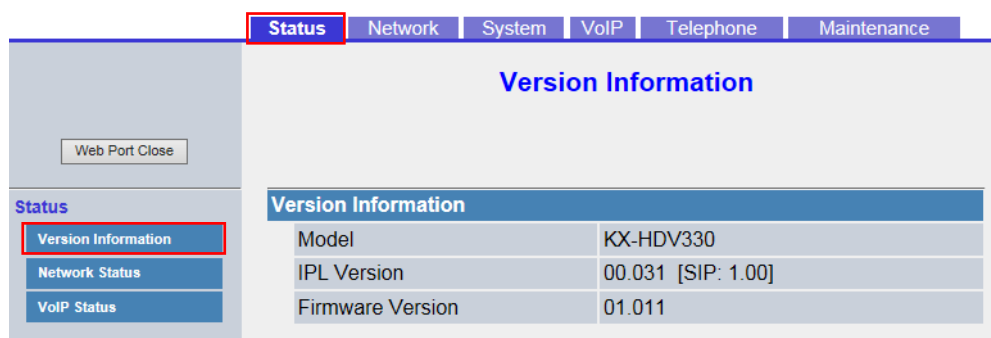 Status Network System VoIP Telephone Maintenance
Version Information
Web Port Close
Status
Version Information
Network Status
VoIP Status
Version Information
Model KX-HDV330
IPL Version 00.031 [SIP: 1.00]
Firmware Version 01.011